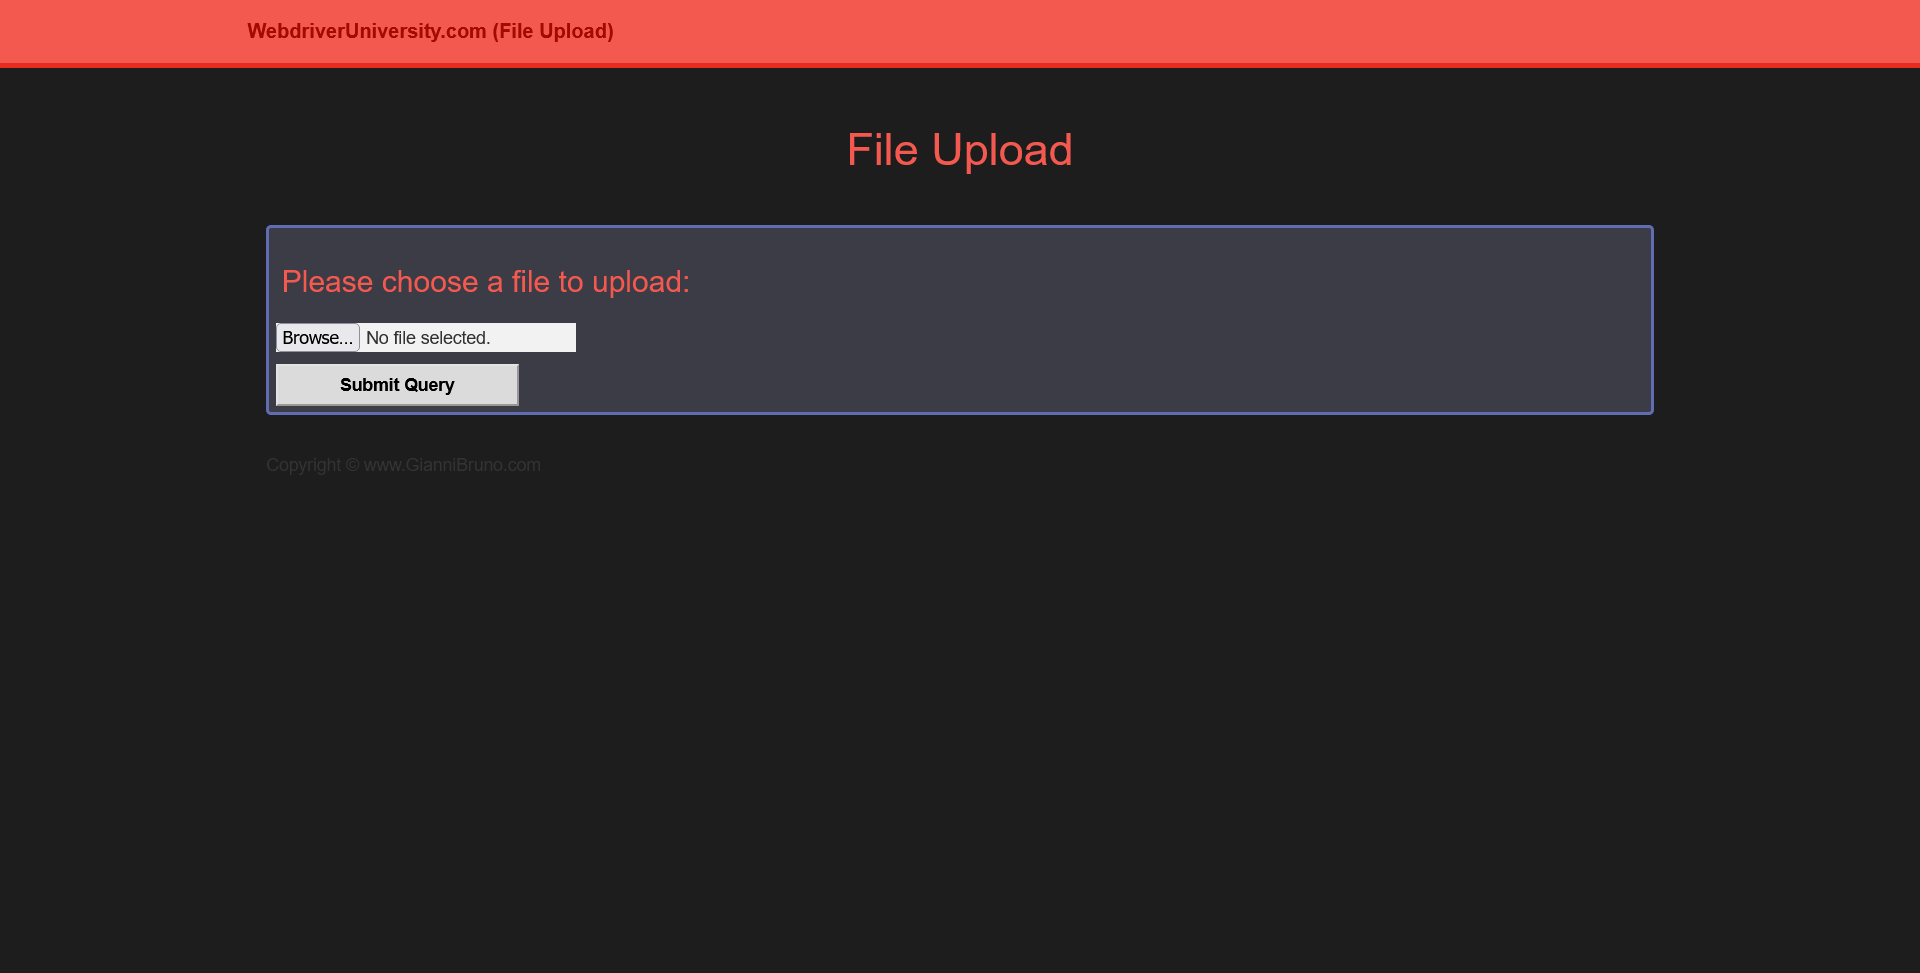 WebdriverUniversity.com (File Upload)
File Upload
Please choose a file to upload:
Browse... No file selected.
Submit Query
Copyright © www.GianniBruno.com